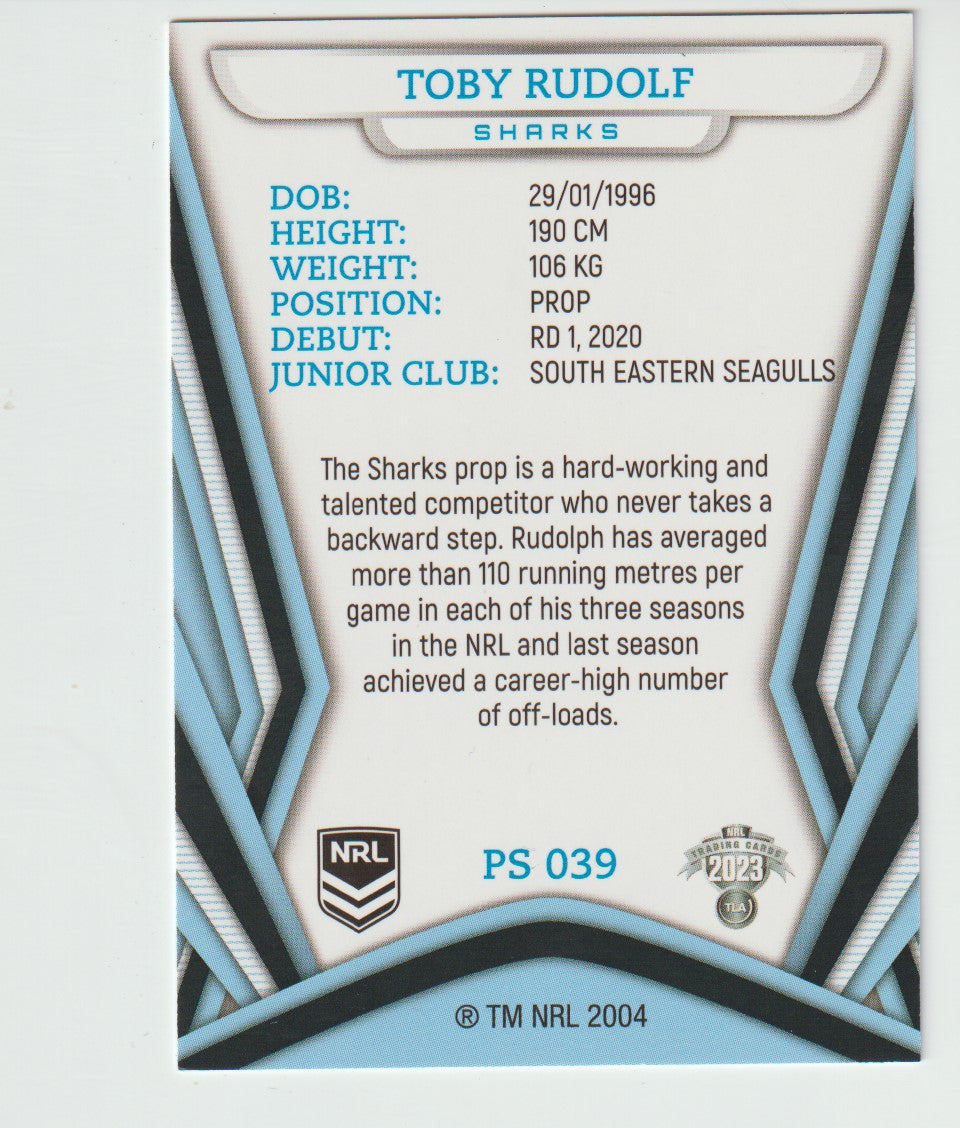 TOBY RUDOLF
SHARKS
DOB: 29/01/1996
HEIGHT: 190 CM
WEIGHT: 106 KG
POSITION: PROP
DEBUT: RD 1, 2020
JUNIOR CLUB: SOUTH EASTERN SEAGULLS
The Sharks prop is a hard-working and
talented competitor who never takes a
backward step. Rudolph has averaged
more than 110 running metres per
game in each of his three seasons
in the NRL and last season
achieved a career-high number
of off-loads.
NRL
PS 039
NRL
TRADING CARDS
2023
TLA
® TM NRL 2004